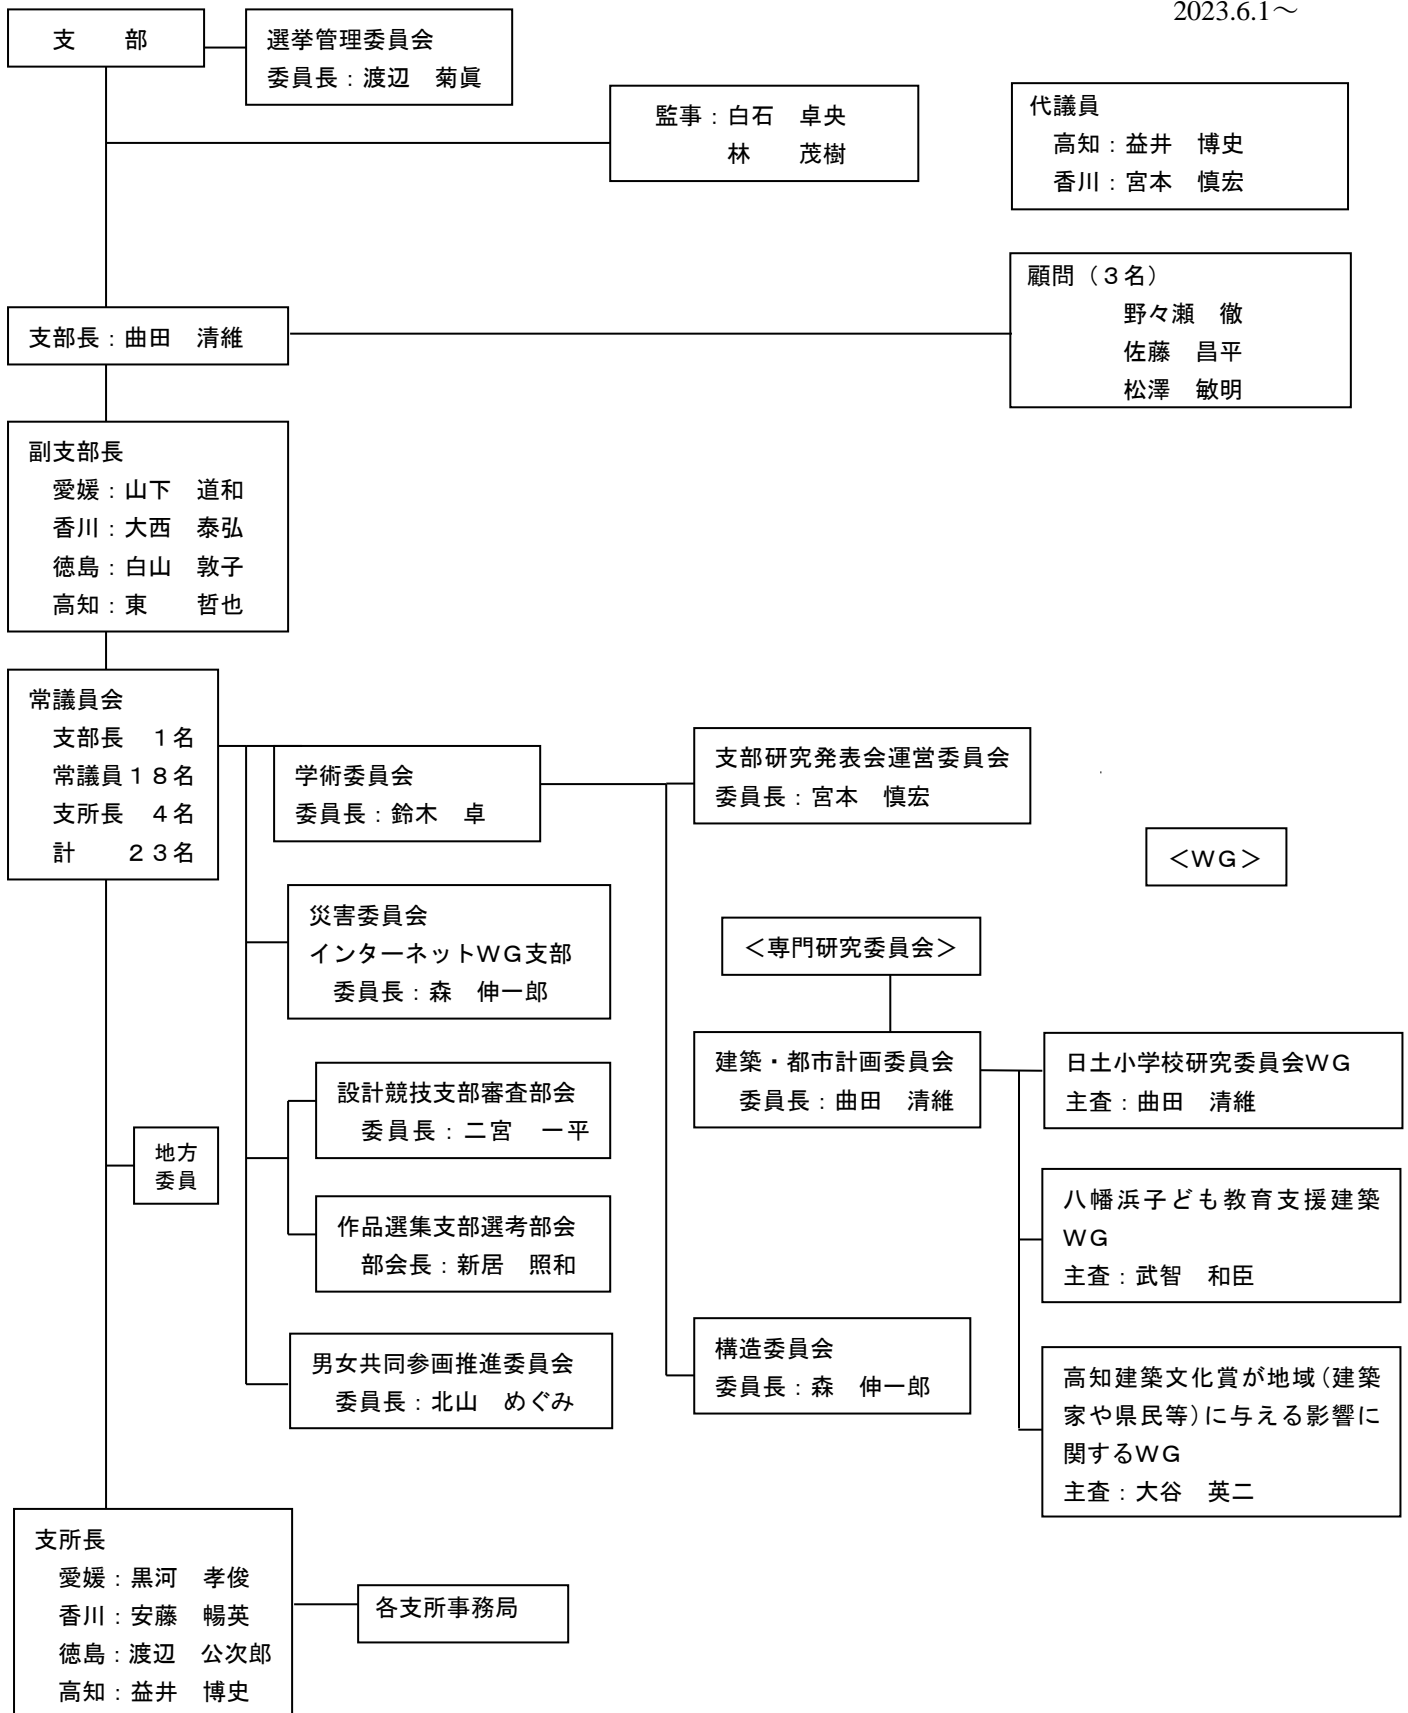 2023.6.1～
支　　部
選挙管理委員会
委員長：渡辺　菊眞
監事：白石　卓央
林　　茂樹
代議員
高知：益井　博史
香川：宮本　慎宏
支部長：曲田　清維
顧問（３名）
野々瀬　徹
佐藤　昌平
松澤　敏明
副支部長
愛媛：山下　道和
香川：大西　泰弘
徳島：白山　敦子
高知：東　　哲也
常議員会
支部長　１名
常議員１８名
支所長　４名
計　　２３名
学術委員会
委員長：鈴木　卓
支部研究発表会運営委員会
委員長：宮本　慎宏
＜ＷＧ＞
災害委員会
インターネットＷＧ支部
委員長：森　伸一郎
＜専門研究委員会＞
建築・都市計画委員会
委員長：曲田　清維
日土小学校研究委員会ＷＧ
主査：曲田　清維
設計競技支部審査部会
委員長：二宮　一平
地方
委員
八幡浜子ども教育支援建築
ＷＧ
主査：武智　和臣
作品選集支部選考部会
部会長：新居　照和
男女共同参画推進委員会
委員長：北山　めぐみ
構造委員会
委員長：森　伸一郎
高知建築文化賞が地域（建築
家や県民等）に与える影響に
関するＷＧ
主査：大谷　英二
支所長
愛媛：黒河　孝俊
香川：安藤　暢英
徳島：渡辺　公次郎
高知：益井　博史
各支所事務局